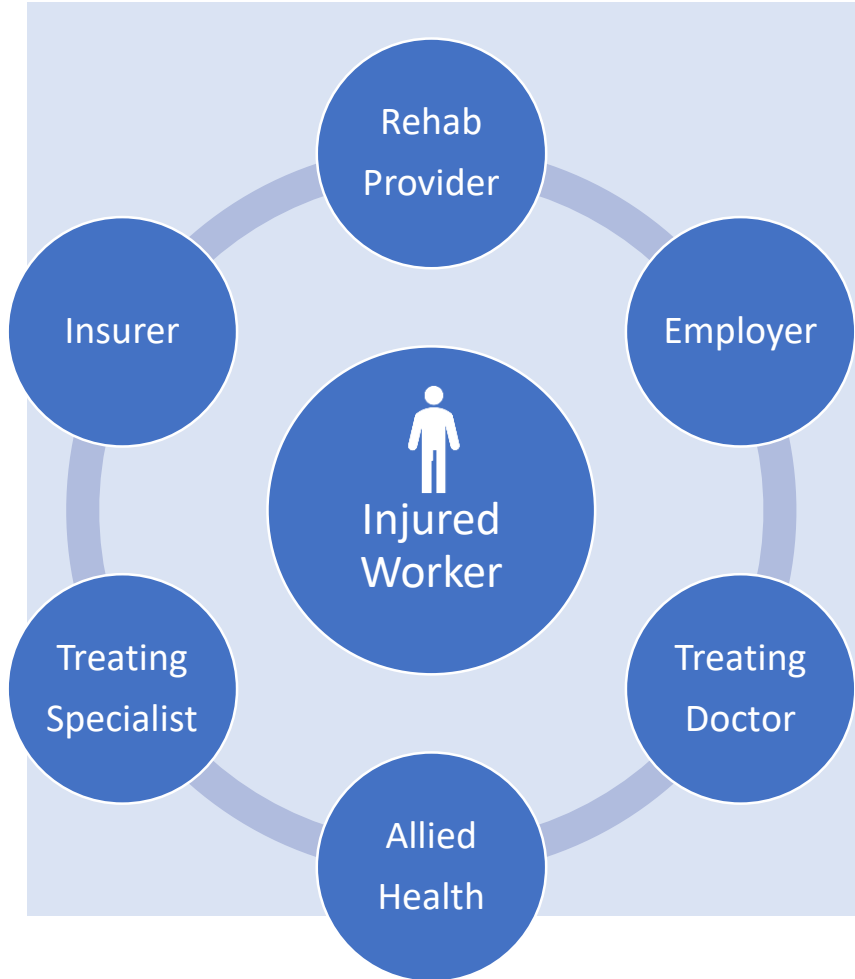 Rehab
Provider
Insurer
Employer
Injured
Worker
Treating
Specialist
Treating
Doctor
Allied
Health